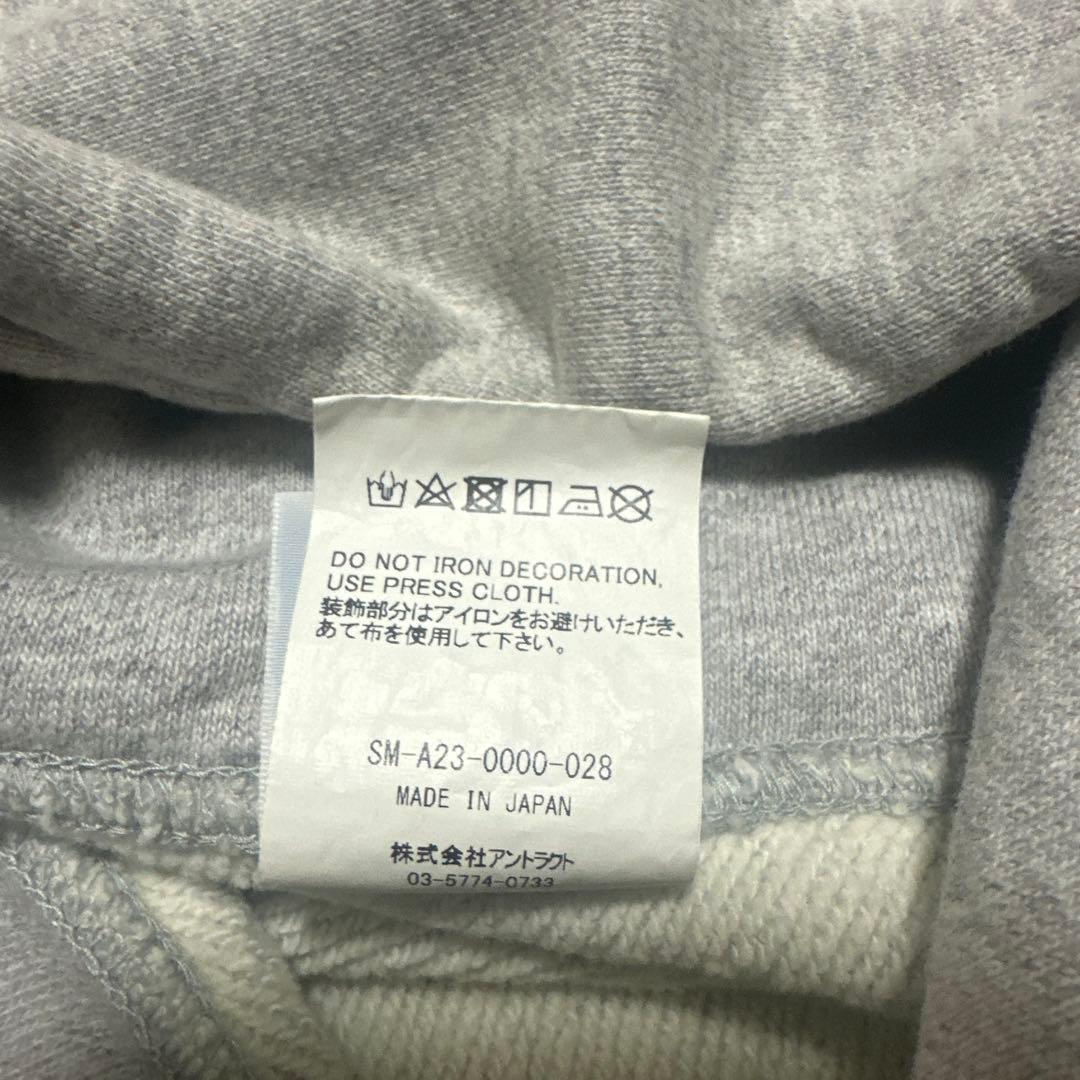 DO NOT IRON DECORATION,
USE PRESS CLOTH.
装飾部分はアイロンをお避けいただき、
あて布を使用して下さい。
SM-A23-0000-028
MADE IN JAPAN
株式会社アントラクト
03-5774-0733